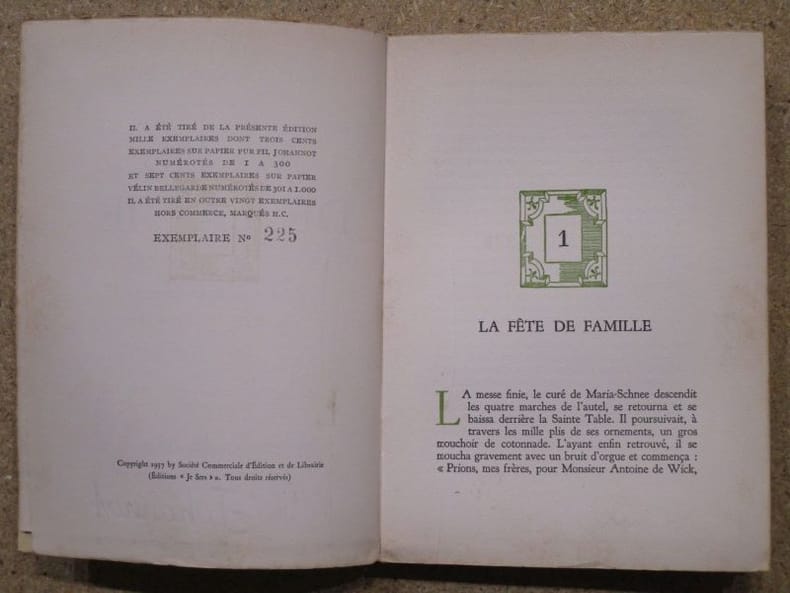 IL A ÉTÉ TIRÉ DE LA PRÉSENTE ÉDITION
MILLE EXEMPLAIRES DONT TROIS CENTS
EXEMPLAIRES SUR PAPIER PUR FIL JOHANNOT
NUMÉROTÉS DE 1 A 300
ET SEPT CENTS EXEMPLAIRES SUR PAPIER
VÉLIN BELLEGARDE NUMÉROTÉS DE 301 A 1.000
IL A ÉTÉ TIRÉ EN OUTRE VINGT EXEMPLAIRES
HORS COMMERCE, MARQUÉS H.C.
EXEMPLAIRE No 225
Copyright 1937 by Société Commerciale d'Édition et de Librairie
(Éditions « Je Sers ». Tous droits réservés)
1
LA FÊTE DE FAMILLE
LA messe finie, le curé de Maria-Schnee descendit
les quatre marches de l'autel, se retourna et se
baissa derrière la Sainte Table. Il poursuivait, à
travers les mille plis de ses ornements, un gros
mouchoir de cotonnade. L'ayant enfin retrouvé, il se
moucha gravement avec un bruit d'orgue et commença :
« Prions, mes frères, pour Monsieur Antoine de Wick,